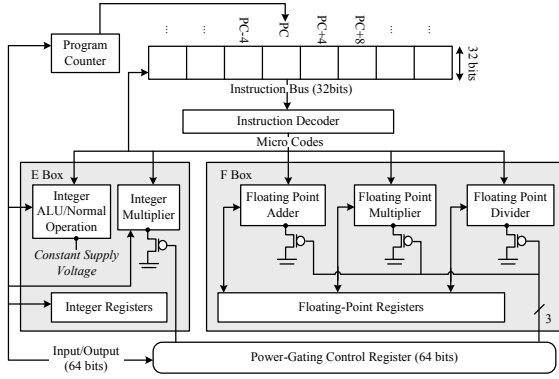 ... ... PC-4 PC PC+4 PC+8 ... ...
Program
Counter
32 bits
Instruction Bus (32bits)
Instruction Decoder
Micro Codes
E Box
Integer
ALU/Normal
Operation
Integer
Multiplier
Constant Supply
Voltage
Integer Registers
F Box
Floating Point
Adder
Floating Point
Multiplier
Floating Point
Divider
Floating-Point Registers
3
Input/Output
(64 bits)
Power-Gating Control Register (64 bits)